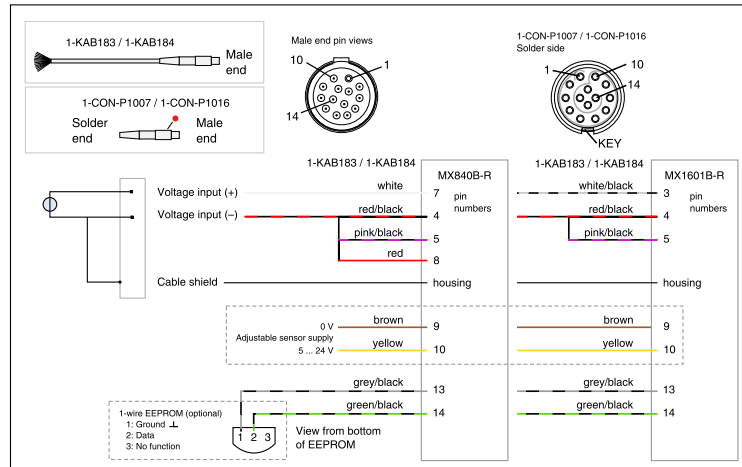 1-KAB183 / 1-KAB184
Male
end
1-CON-P1007 / 1-CON-P1016
Solder
end
Male
end
Male end pin views
10
1
14
1-CON-P1007 / 1-CON-P1016
Solder side
1
10
14
KEY
1-KAB183 / 1-KAB184
MX840B-R
pin
numbers
1-KAB183 / 1-KAB184
MX1601B-R
pin
numbers
Voltage input (+)
white
7
white/black
3
Voltage input (–)
red/black
4
red/black
4
pink/black
5
pink/black
5
red
8
Cable shield
housing
housing
0 V
brown
9
brown
9
Adjustable sensor supply
5 ... 24 V
yellow
10
yellow
10
grey/black
13
grey/black
13
green/black
14
green/black
14
1-wire EEPROM (optional)
1: Ground ⊥
2: Data
3: No function
1 2 3
View from bottom
of EEPROM